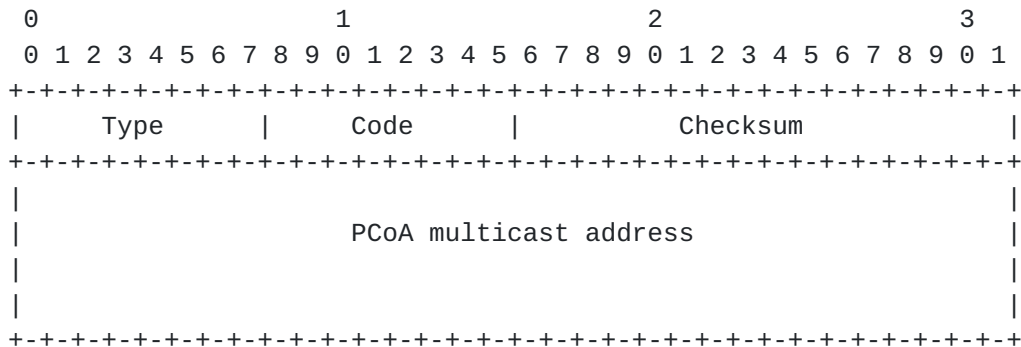 0                   1                   2                   3
 0 1 2 3 4 5 6 7 8 9 0 1 2 3 4 5 6 7 8 9 0 1 2 3 4 5 6 7 8 9 0 1
+-+-+-+-+-+-+-+-+-+-+-+-+-+-+-+-+-+-+-+-+-+-+-+-+-+-+-+-+-+-+-+-+
|     Type      |     Code      |          Checksum             |
+-+-+-+-+-+-+-+-+-+-+-+-+-+-+-+-+-+-+-+-+-+-+-+-+-+-+-+-+-+-+-+-+
|                                                               |
|                     PCoA multicast address                    |
|                                                               |
|                                                               |
+-+-+-+-+-+-+-+-+-+-+-+-+-+-+-+-+-+-+-+-+-+-+-+-+-+-+-+-+-+-+-+-+